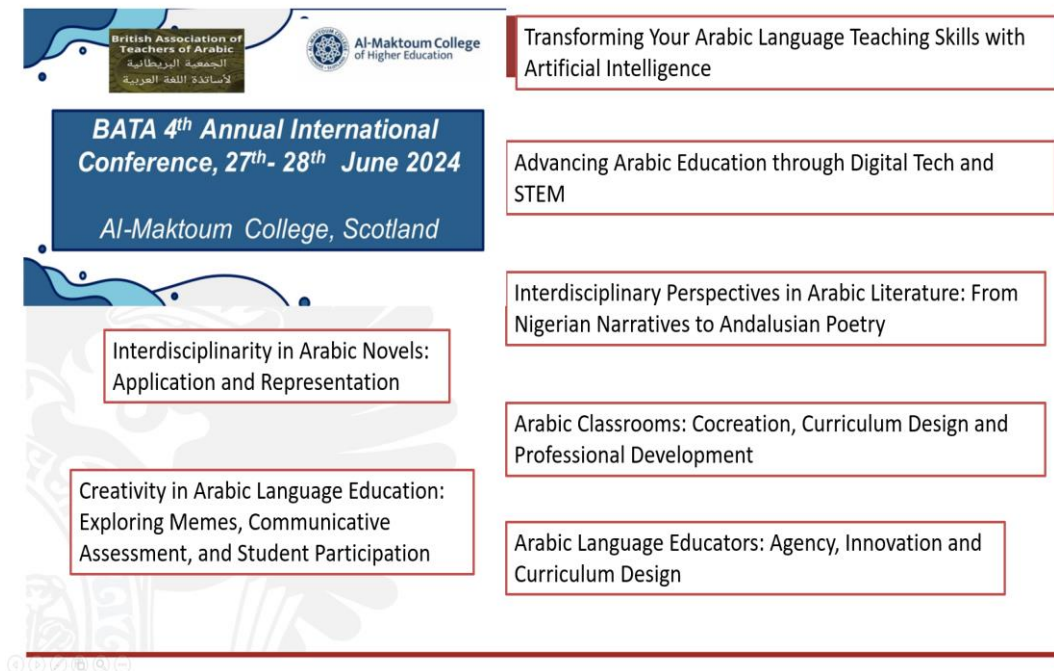 British Association of
Teachers of Arabic
الجمعية البريطانية
لأساتذة اللغة العربية
Al-Maktoum College
of Higher Education
BATA 4th Annual International
Conference, 27th- 28th June 2024
Al-Maktoum College, Scotland
Interdisciplinarity in Arabic Novels:
Application and Representation
Creativity in Arabic Language Education:
Exploring Memes, Communicative
Assessment, and Student Participation
Transforming Your Arabic Language Teaching Skills with
Artificial Intelligence
Advancing Arabic Education through Digital Tech and
STEM
Interdisciplinary Perspectives in Arabic Literature: From
Nigerian Narratives to Andalusian Poetry
Arabic Classrooms: Cocreation, Curriculum Design and
Professional Development
Arabic Language Educators: Agency, Innovation and
Curriculum Design